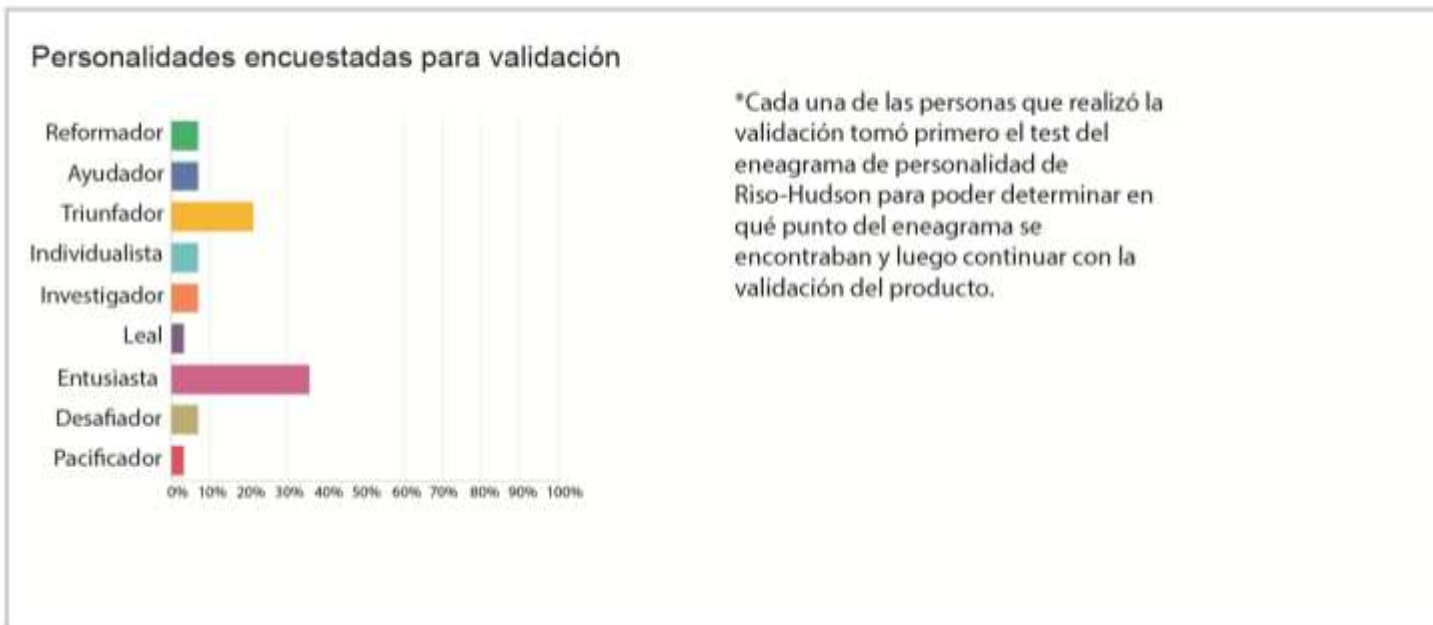 Personalidades encuestadas para validación
Reformador
Ayudador
Triunfador
Individualista
Investigador
Leal
Entusiasta
Desafiador
Pacificador
0% 10% 20% 30% 40% 50% 60% 70% 80% 90% 100%
*Cada una de las personas que realizó la
validación tomó primero el test del
eneagrama de personalidad de
Riso-Hudson para poder determinar en
qué punto del eneagrama se
encontraban y luego continuar con la
validación del producto.